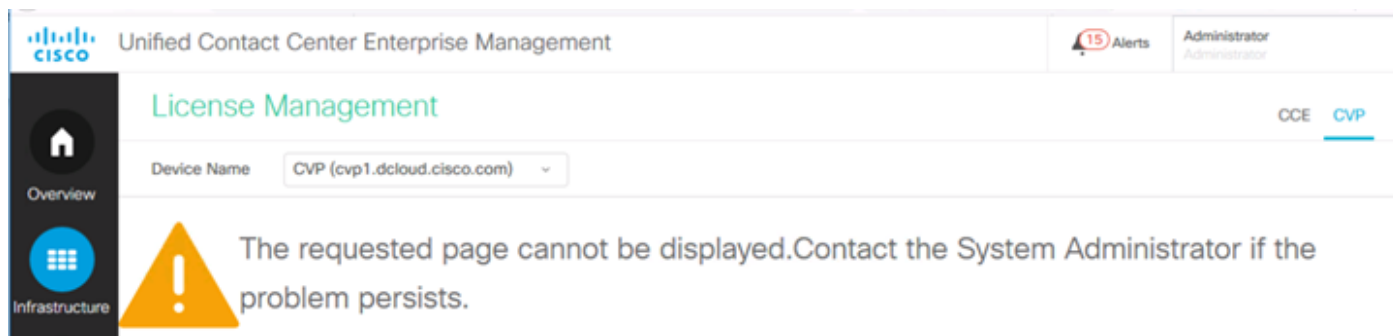 CISCO
Unified Contact Center Enterprise Management
15 Alerts
Administrator
Administrator
License Management
CCE CVP
Device Name CVP (cvp1.dcloud.cisco.com)
Overview
The requested page cannot be displayed.Contact the System Administrator if the
problem persists.
Infrastructure